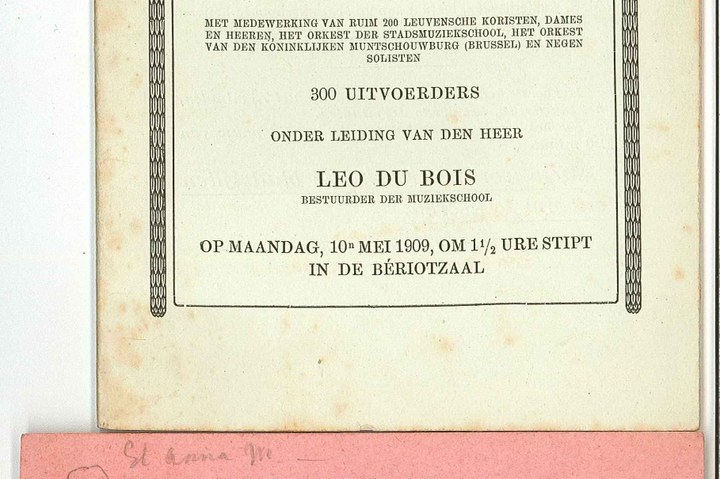 MET MEDEWERKING VAN RUIM 200 LEUVENSCHE KORISTEN, DAMES
EN HEEREN, HET ORKEST DER STADSMUZIEKSCHOOL, HET ORKEST
VAN DEN KONINKLIJKEN MUNTSCHOUWBURG (BRUSSEL) EN NEGEN
SOLISTEN
300 UITVOERDERS
ONDER LEIDING VAN DEN HEER
LEO DU BOIS
BESTUURDER DER MUZIEKSCHOOL
OP MAANDAG, 10ⁿ MEI 1909, OM 1 1/2 URE STIPT
IN DE BÉRIOTZAAL